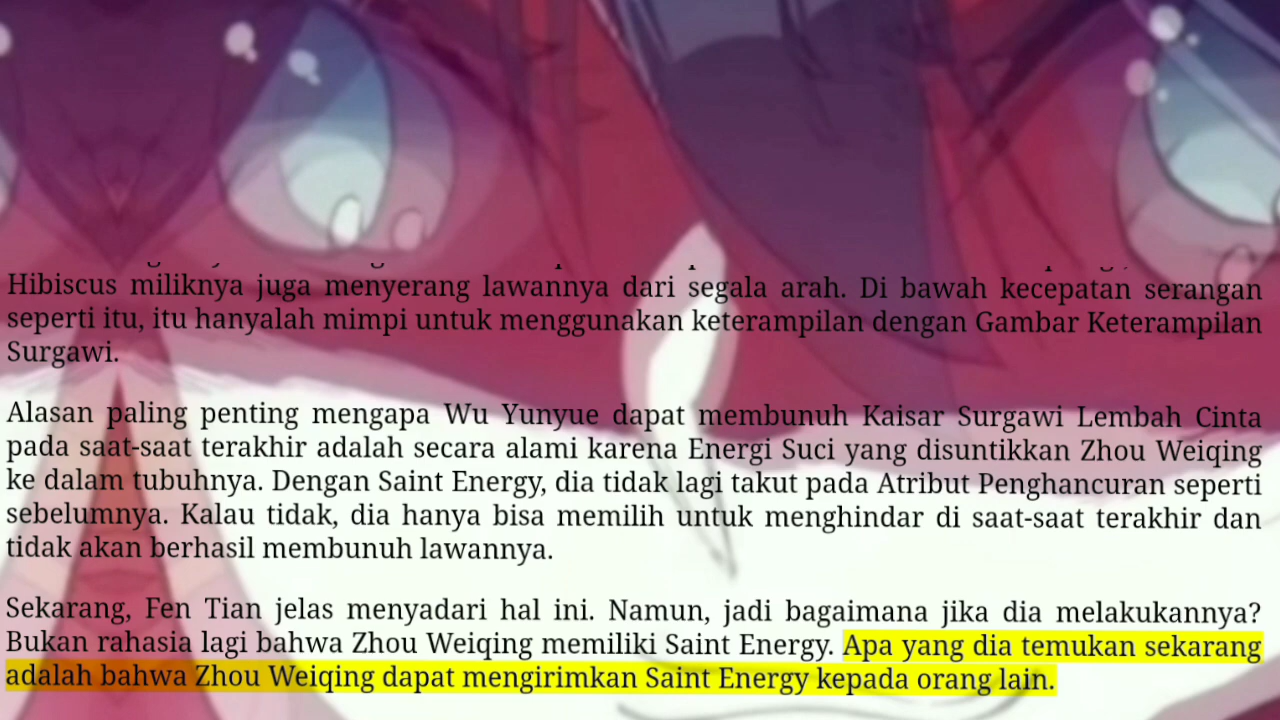 Hibiscus miliknya juga menyerang lawannya dari segala arah. Di bawah kecepatan serangan
seperti itu, itu hanyalah mimpi untuk menggunakan keterampilan dengan Gambar Keterampilan
Surgawi.
Alasan paling penting mengapa Wu Yunyue dapat membunuh Kaisar Surgawi Lembah Cinta
pada saat-saat terakhir adalah secara alami karena Energi Suci yang disuntikkan Zhou Weiqing
ke dalam tubuhnya. Dengan Saint Energy, dia tidak lagi takut pada Atribut Penghancuran seperti
sebelumnya. Kalau tidak, dia hanya bisa memilih untuk menghindar di saat-saat terakhir dan
tidak akan berhasil membunuh lawannya.
Sekarang, Fen Tian jelas menyadari hal ini. Namun, jadi bagaimana jika dia melakukannya?
Bukan rahasia lagi bahwa Zhou Weiqing memiliki Saint Energy. Apa yang dia temukan sekarang
adalah bahwa Zhou Weiqing dapat mengirimkan Saint Energy kepada orang lain.